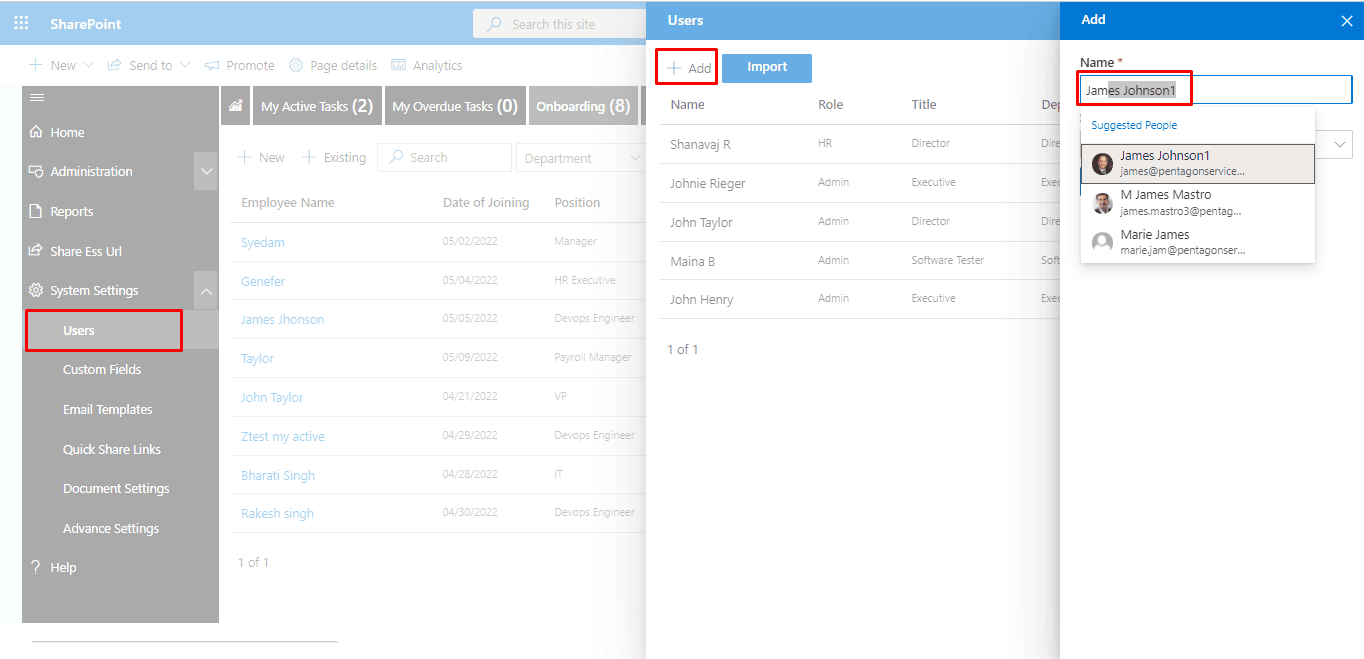 SharePoint
Search this site
New
Send to
Promote
Page details
Analytics
Home
Administration
Reports
Share Ess Url
System Settings
Users
Custom Fields
Email Templates
Quick Share Links
Document Settings
Advance Settings
Help
My Active Tasks (2)
My Overdue Tasks (0)
Onboarding (8)
New
Existing
Search
Department
Employee Name Date of Joining Position
Syedam 05/02/2022 Manager
Genefer 05/04/2022 HR Executive
James Jhonson 05/05/2022 Devops Engineer
Taylor 05/09/2022 Payroll Manager
John Taylor 04/21/2022 VP
Ztest my active 04/29/2022 Devops Engineer
Bharati Singh 04/28/2022 IT
Rakesh singh 04/30/2022 Devops Engineer
1 of 1
Users
Add
Import
Name Role Title De
Shanavaj R HR Director Dire
Johnie Rieger Admin Executive Exec
John Taylor Admin Director Dire
Maina B Admin Software Tester Soft
John Henry Admin Executive Exec
1 of 1
Add
Name *
James Johnson1
Suggested People
James Johnson1
james@pentagonservice...
M James Mastro
james.mastro3@pentag...
Marie James
marie.jam@pentagonser...